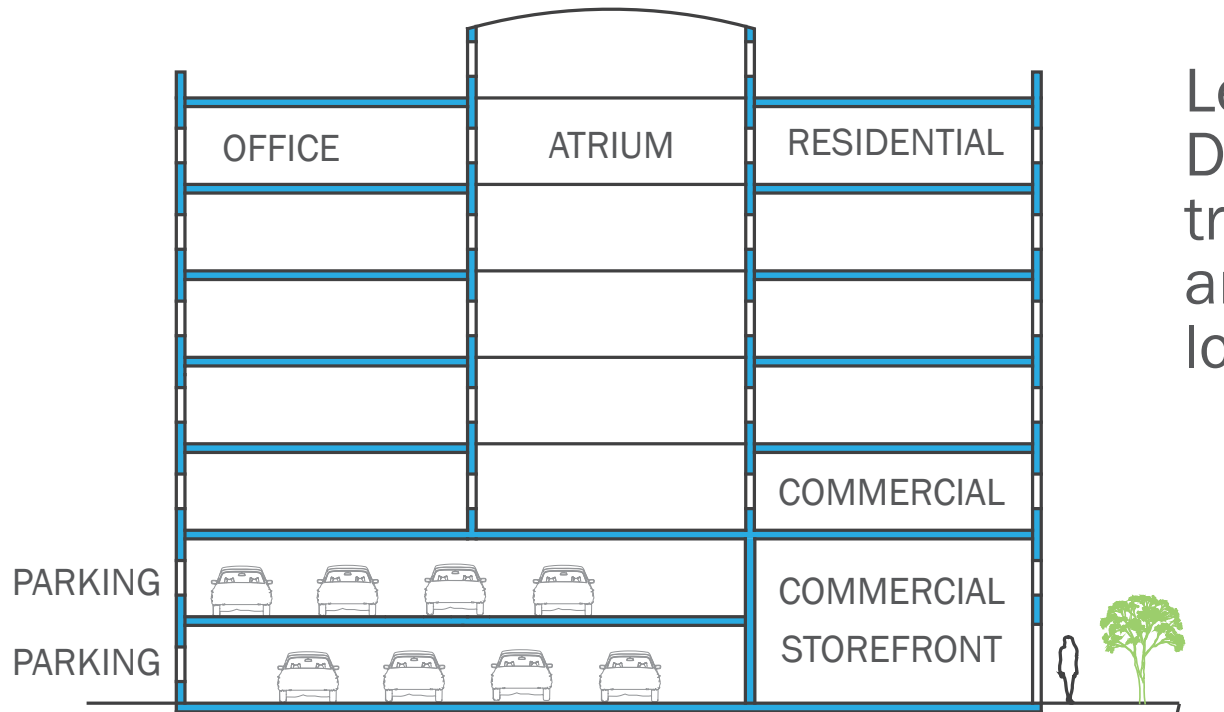 OFFICE
ATRIUM
RESIDENTIAL
COMMERCIAL
PARKING
COMMERCIAL
STOREFRONT
PARKING